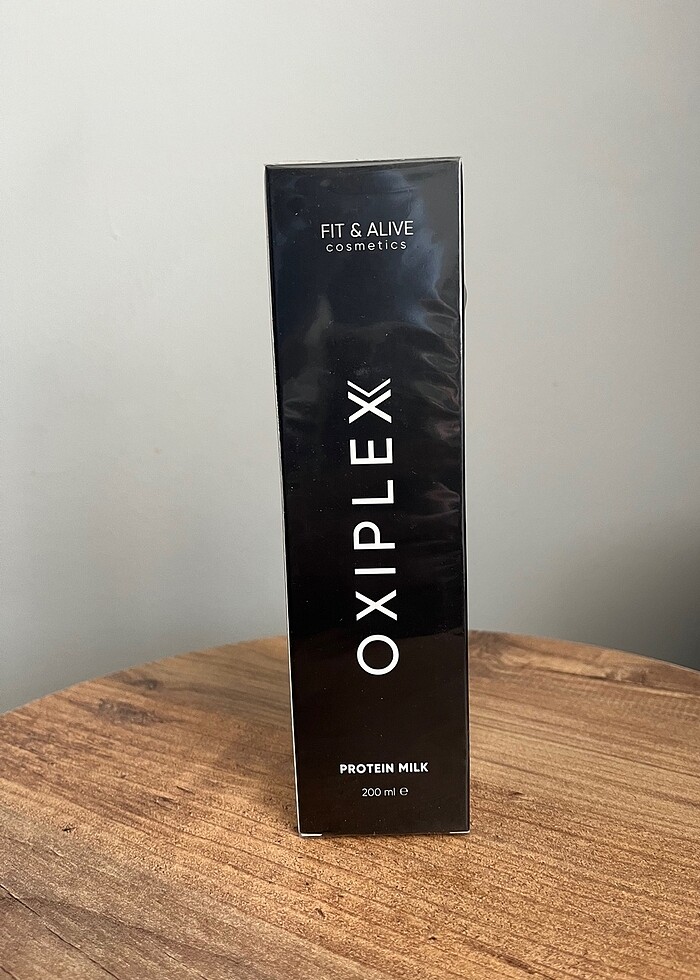 FIT & ALIVE
cosmetics
OXIPLEX
PROTEIN MILK
200 ml ℮